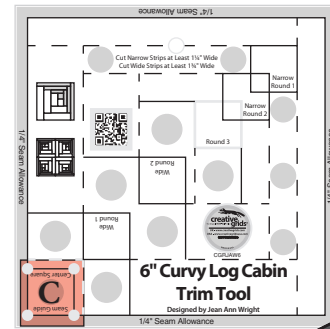 1/4" Seam Allowance
Cut Narrow Strips at Least 1¼" Wide
Cut Wide Strips at Least 1¾" Wide
Narrow
Round 1
Narrow
Round 2
Round 3
1/4" Seam Allowance
1/4" Seam Allowance
Wide
Round 2
Wide
Round 1
creative
grids
CGRJAW6
Center Square
C
Seam Guide
6" Curvy Log Cabin
Trim Tool
Designed by Jean Ann Wright
1/4" Seam Allowance